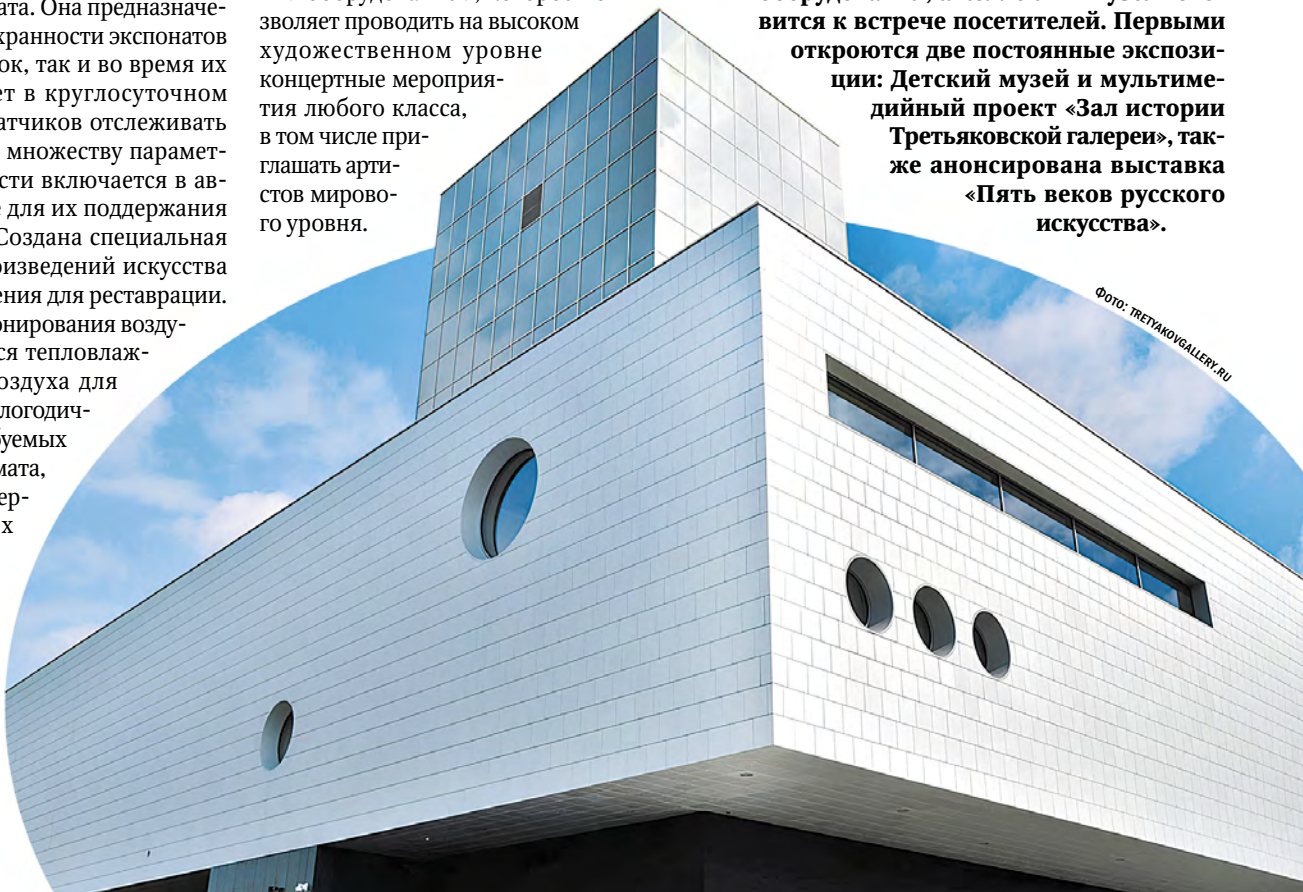 ата. Она предназначе-
хранности экспонатов
ок, так и во время их
ет в круглосуточном
атчиков отслеживать
множеству парамет-
сти включается в ав-
для их поддержания
Создана специальная
оизведений искусства
ения для реставрации.
онирования возду-
ся тепловлаж-
оздуха для
логодич-
буемых
мата,
ер-
х
зволяет проводить на высоком
художественном уровне
концертные мероприя-
тия любого класса,
в том числе при-
глашать арти-
стов мирово-
го уровня.
вится к встрече посетителей. Первыми
откроются две постоянные экспози-
ции: Детский музей и мультиме-
дийный проект «Зал истории
Третьяковской галереи», так-
же анонсирована выставка
«Пять веков русского
искусства».
ФОТО: TRETYAKOVGALLERY.RU